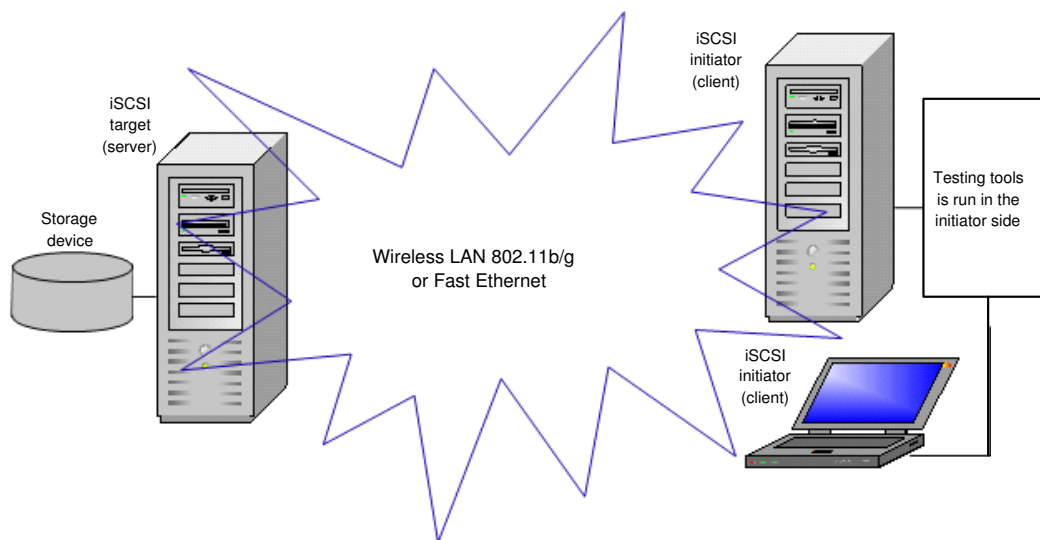 iSCSI
target
(server)
Storage
device
Wireless LAN 802.11b/g
or Fast Ethernet
iSCSI
initiator
(client)
Testing tools
is run in the
initiator side
iSCSI
initiator
(client)